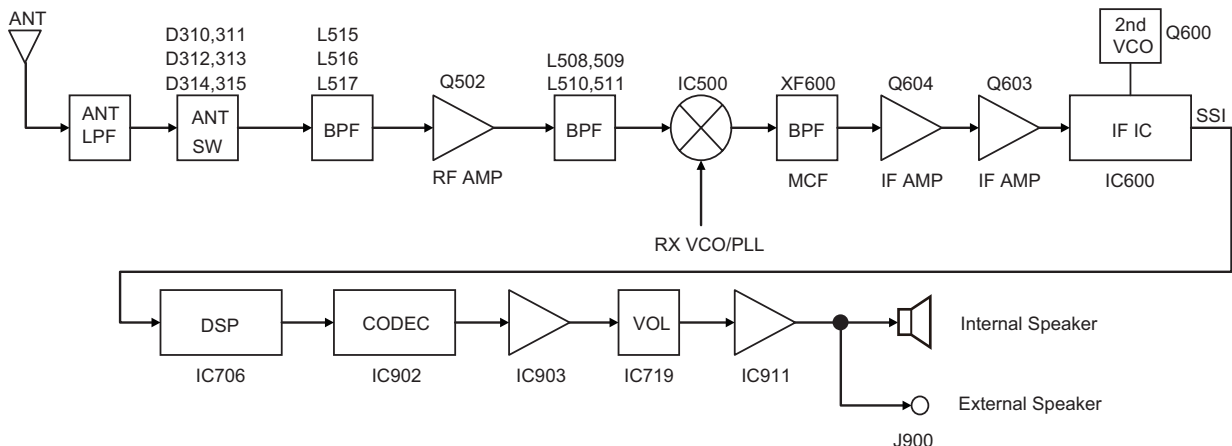 ANT
D310,311
D312,313
D314,315
L515
L516
L517
Q502
L508,509
L510,511
IC500
XF600
Q604
Q603
2nd
VCO
Q600
ANT
LPF
ANT
SW
BPF
BPF
BPF
IF IC
SSI
RF AMP
MCF
IF AMP
IF AMP
IC600
RX VCO/PLL
DSP
CODEC
VOL
Internal Speaker
IC706
IC902
IC903
IC719
IC911
External Speaker
J900